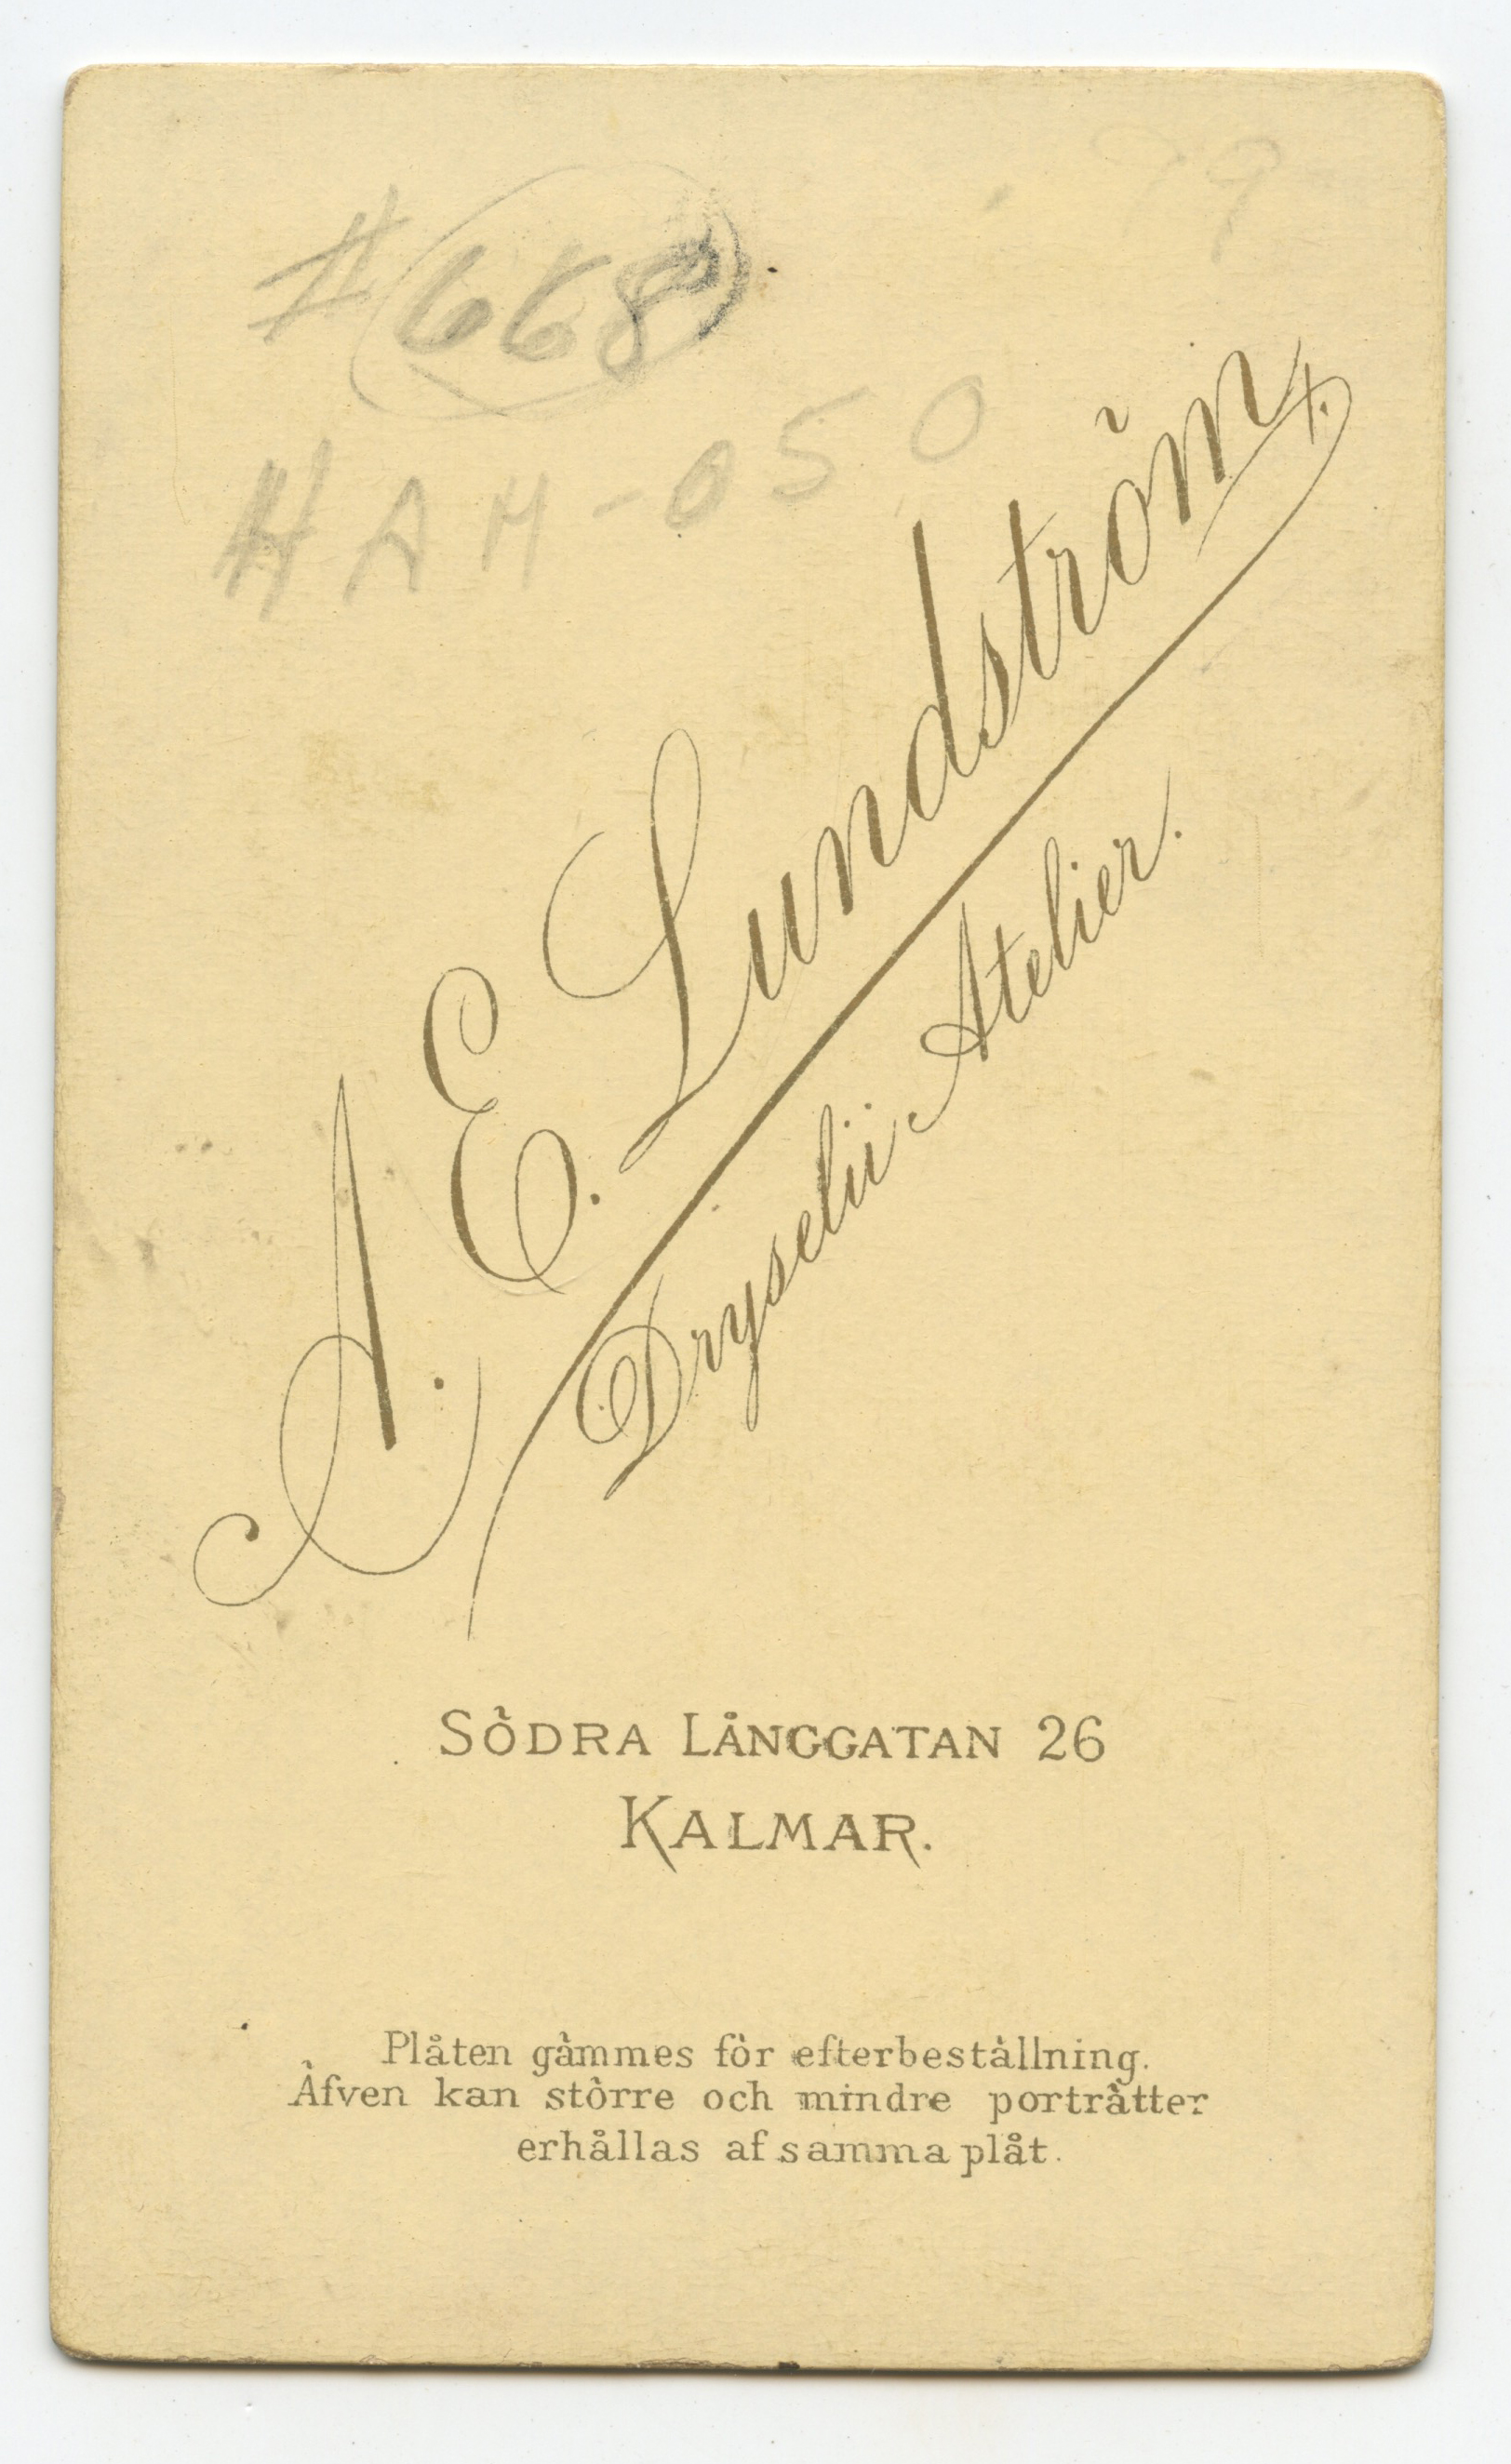 #668
HAM-050
A. E. Lundström
Dryselii Atelier.
SÖDRA LÅNGGATAN 26
KALMAR.
Plåten gömmes för efterbeställning.
Äfven kan större och mindre porträtter
erhållas af samma plåt.